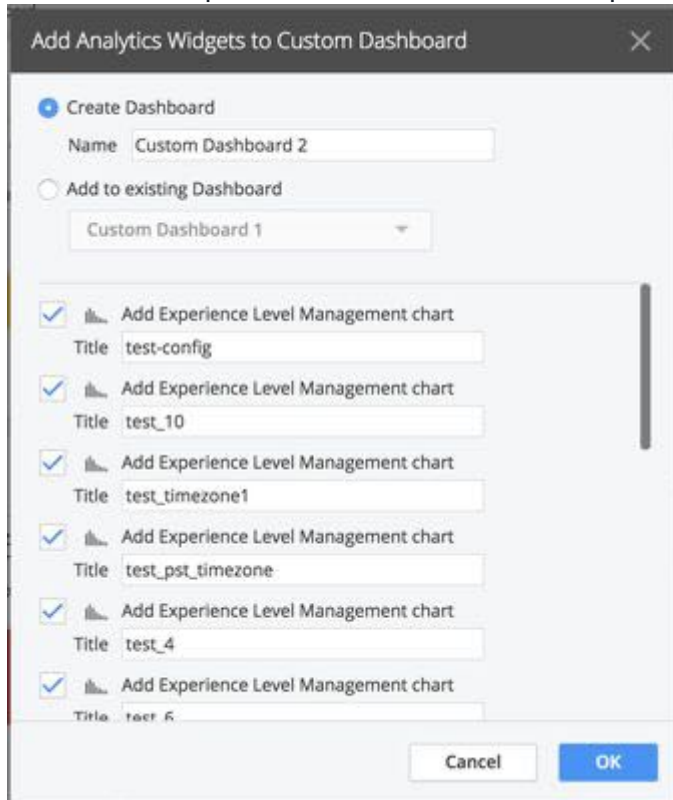 Add Analytics Widgets to Custom Dashboard
Create Dashboard
Name Custom Dashboard 2
Add to existing Dashboard
Custom Dashboard 1
Add Experience Level Management chart
Title test-config
Add Experience Level Management chart
Title test_10
Add Experience Level Management chart
Title test_timezone1
Add Experience Level Management chart
Title test_pst_timezone
Add Experience Level Management chart
Title test_4
Add Experience Level Management chart
Title test_6
Cancel OK